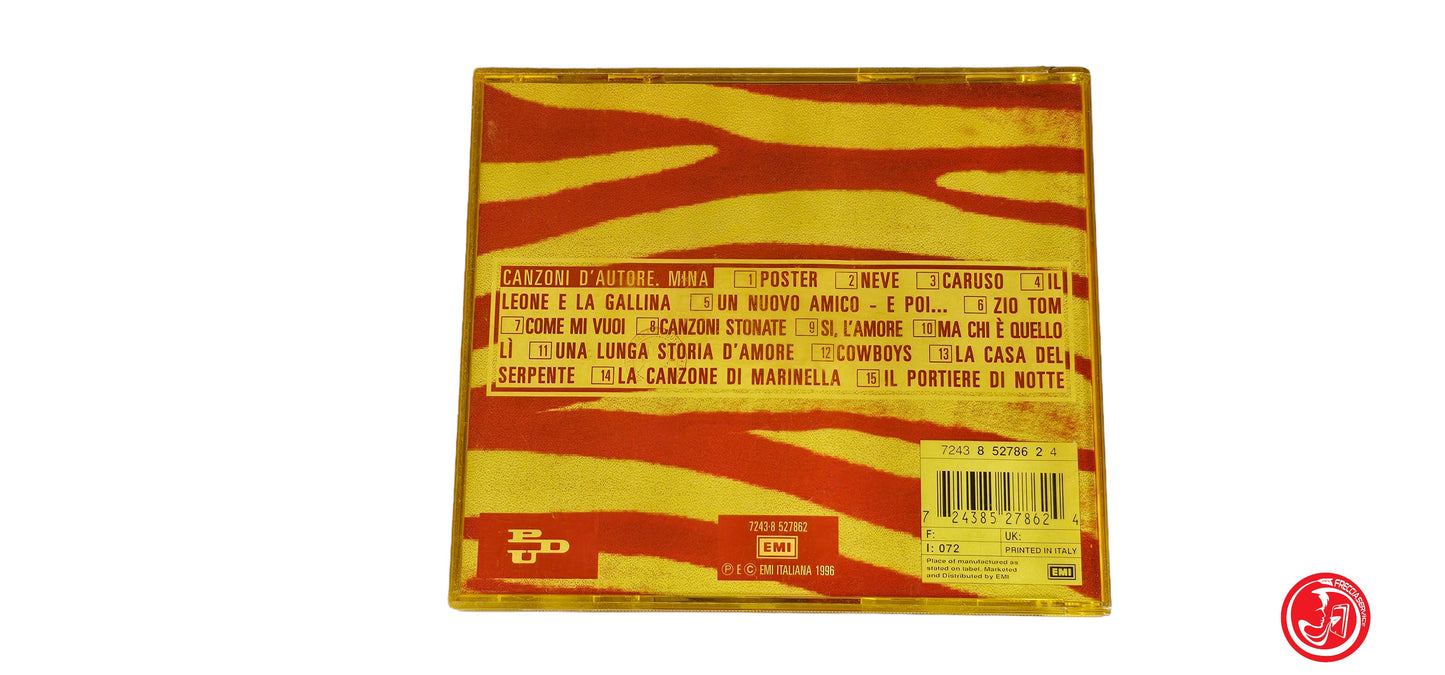 CANZONI D'AUTORE. MINA 1 POSTER 2 NEVE 3 CARUSO 4 IL
LEONE E LA GALLINA 5 UN NUOVO AMICO - E POI... 6 ZIO TOM
7 COME MI VUOI 8 CANZONI STONATE 9 SI, L'AMORE 10 MA CHI È QUELLO
LÌ 11 UNA LUNGA STORIA D'AMORE 12 COWBOYS 13 LA CASA DEL
SERPENTE 14 LA CANZONE DI MARINELLA 15 IL PORTIERE DI NOTTE
7243 8 52786 2 4
7 24385 27862 4
F: UK:
I: 072 PRINTED IN ITALY
Place of manufactured as
stated on label. Marketed
and Distributed by EMI
EMI
PDU
7243·8 527862
EMI
Ⓟ E Ⓒ EMI ITALIANA 1996
FRECCIASERVICE